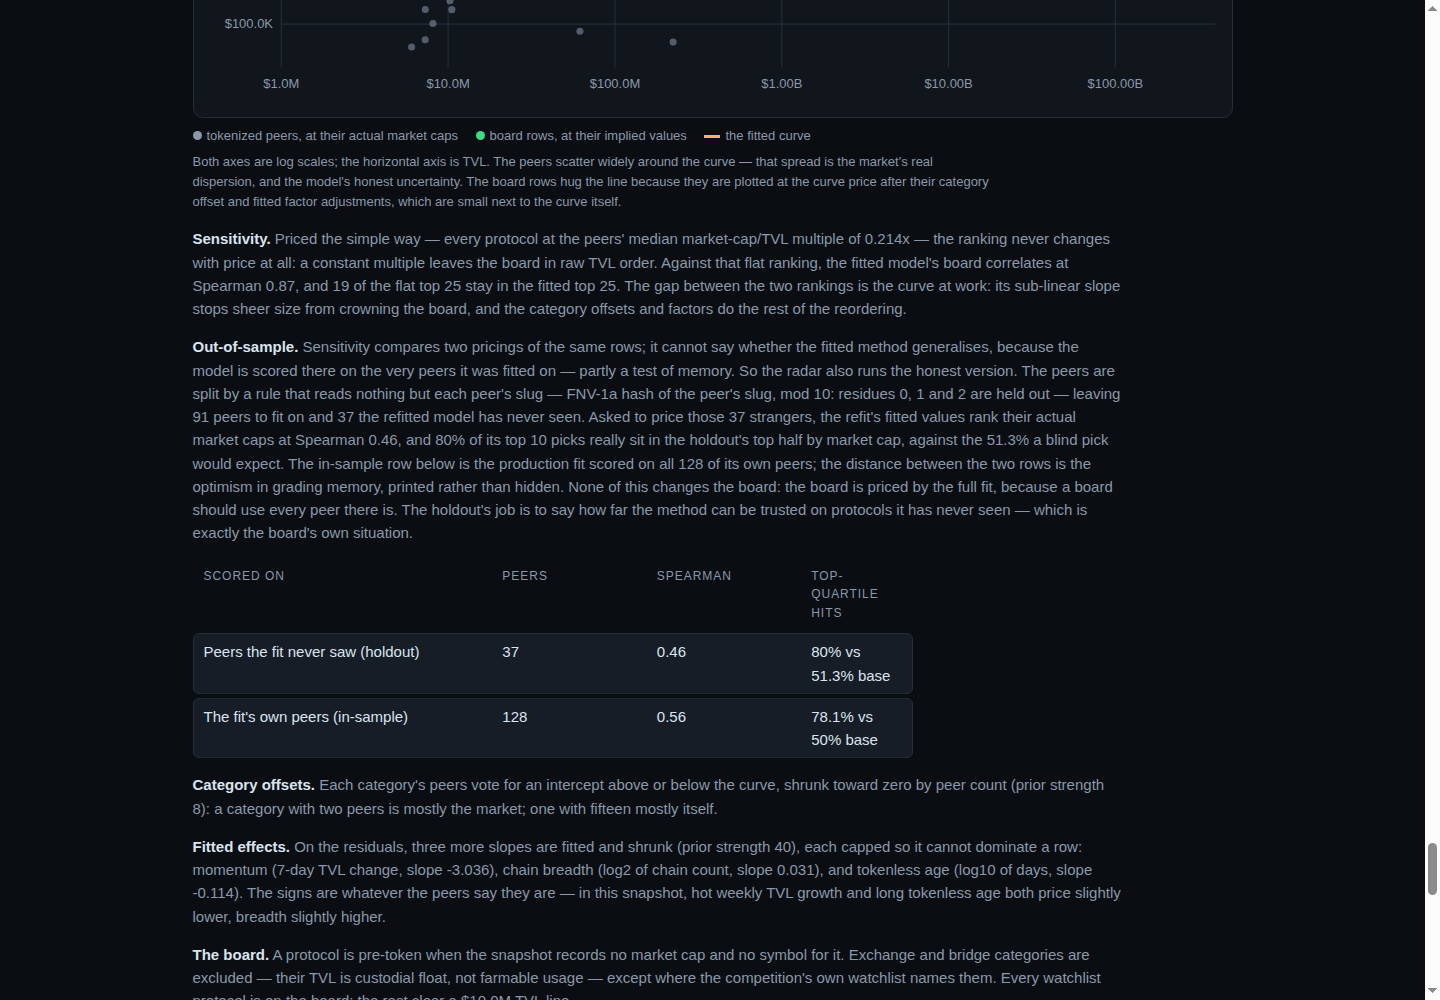 $100.0K
$1.0M
$10.0M
$100.0M
$1.00B
$10.00B
$100.00B
tokenized peers, at their actual market caps
board rows, at their implied values
the fitted curve
Both axes are log scales; the horizontal axis is TVL. The peers scatter widely around the curve — that spread is the market's real
dispersion, and the model's honest uncertainty. The board rows hug the line because they are plotted at the curve price after their category
offset and fitted factor adjustments, which are small next to the curve itself.
Sensitivity. Priced the simple way — every protocol at the peers' median market-cap/TVL multiple of 0.214x — the ranking never changes
with price at all: a constant multiple leaves the board in raw TVL order. Against that flat ranking, the fitted model's board correlates at
Spearman 0.87, and 19 of the flat top 25 stay in the fitted top 25. The gap between the two rankings is the curve at work: its sub-linear slope
stops sheer size from crowning the board, and the category offsets and factors do the rest of the reordering.
Out-of-sample. Sensitivity compares two pricings of the same rows; it cannot say whether the fitted method generalises, because the
model is scored there on the very peers it was fitted on — partly a test of memory. So the radar also runs the honest version. The peers are
split by a rule that reads nothing but each peer's slug — FNV-1a hash of the peer's slug, mod 10: residues 0, 1 and 2 are held out — leaving
91 peers to fit on and 37 the refitted model has never seen. Asked to price those 37 strangers, the refit's fitted values rank their actual
market caps at Spearman 0.46, and 80% of its top 10 picks really sit in the holdout's top half by market cap, against the 51.3% a blind pick
would expect. The in-sample row below is the production fit scored on all 128 of its own peers; the distance between the two rows is the
optimism in grading memory, printed rather than hidden. None of this changes the board: the board is priced by the full fit, because a board
should use every peer there is. The holdout's job is to say how far the method can be trusted on protocols it has never seen — which is
exactly the board's own situation.
SCORED ON PEERS SPEARMAN TOP-
QUARTILE
HITS
Peers the fit never saw (holdout) 37 0.46 80% vs
51.3% base
The fit's own peers (in-sample) 128 0.56 78.1% vs
50% base
Category offsets. Each category's peers vote for an intercept above or below the curve, shrunk toward zero by peer count (prior strength
8): a category with two peers is mostly the market; one with fifteen mostly itself.
Fitted effects. On the residuals, three more slopes are fitted and shrunk (prior strength 40), each capped so it cannot dominate a row:
momentum (7-day TVL change, slope -3.036), chain breadth (log2 of chain count, slope 0.031), and tokenless age (log10 of days, slope
-0.114). The signs are whatever the peers say they are — in this snapshot, hot weekly TVL growth and long tokenless age both price slightly
lower, breadth slightly higher.
The board. A protocol is pre-token when the snapshot records no market cap and no symbol for it. Exchange and bridge categories are
excluded — their TVL is custodial float, not farmable usage — except where the competition's own watchlist names them. Every watchlist
protocol is on the board; the rest clear a $10.0M TVL line.